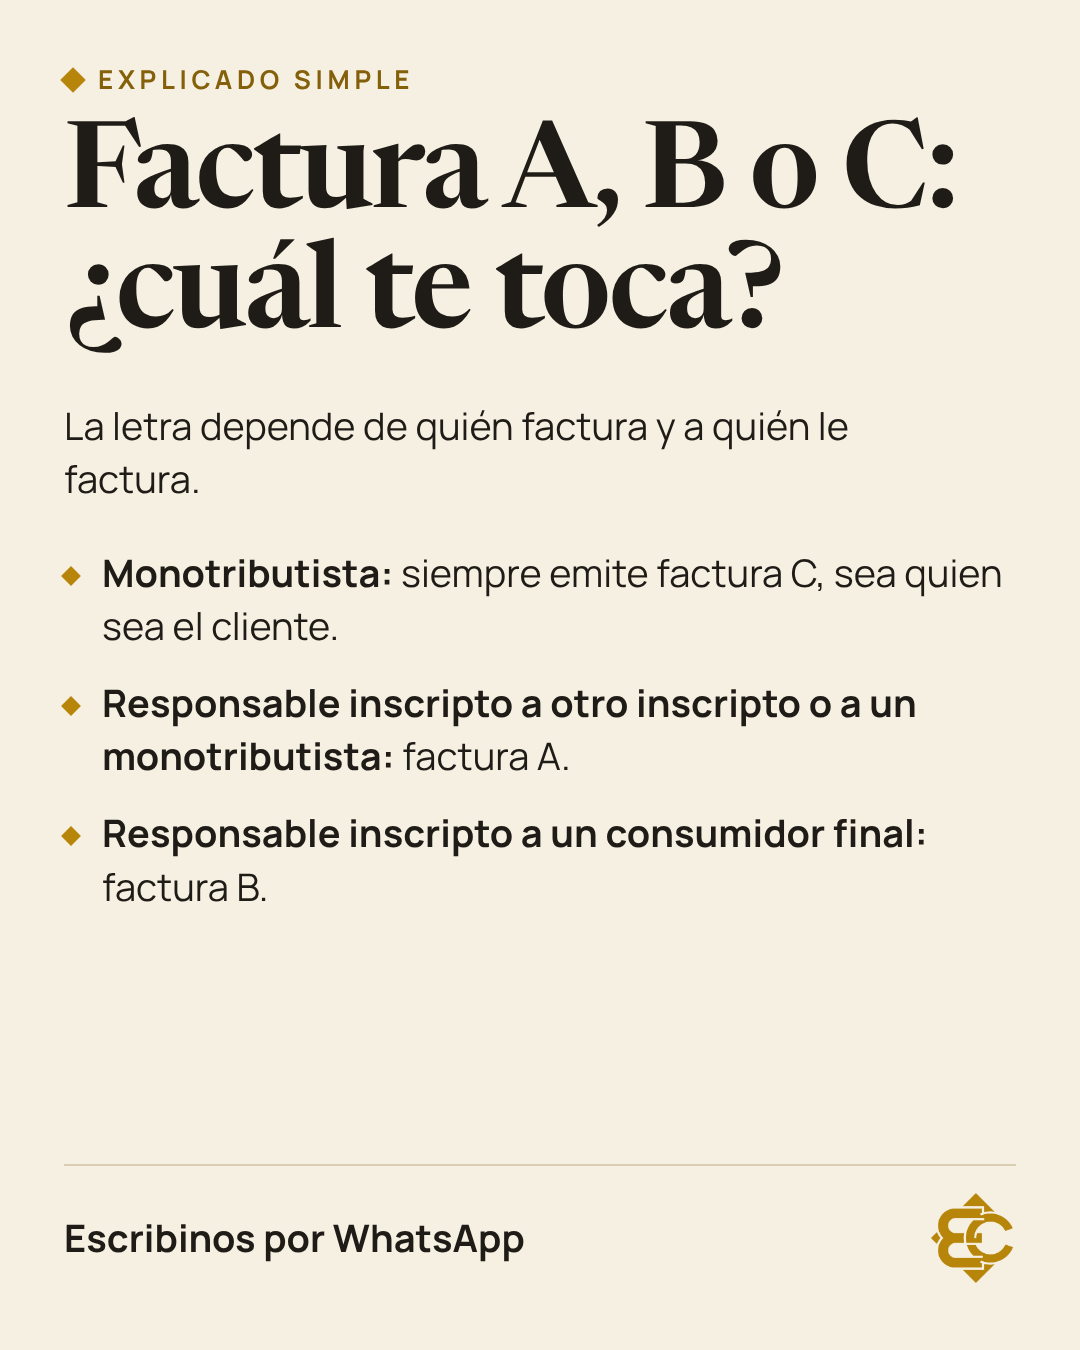 EXPLICADO SIMPLE
Factura A, B o C:
¿cuál te toca?
La letra depende de quién factura y a quién le
factura.
Monotributista: siempre emite factura C, sea quien
sea el cliente.
Responsable inscripto a otro inscripto o a un
monotributista: factura A.
Responsable inscripto a un consumidor final:
factura B.
Escribinos por WhatsApp
EC